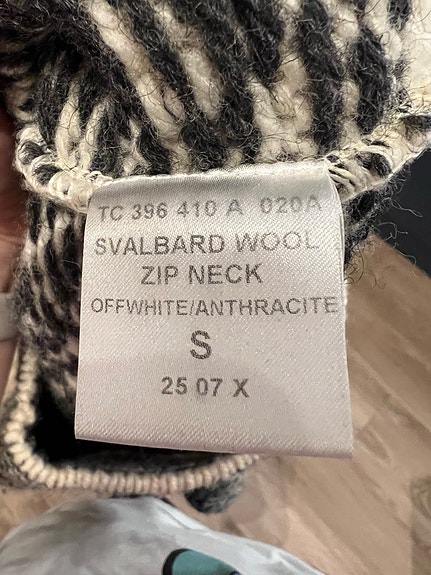 TC 396 410 A 020A
SVALBARD WOOL
ZIP NECK
OFFWHITE/ANTHRACITE
S
25 07 X